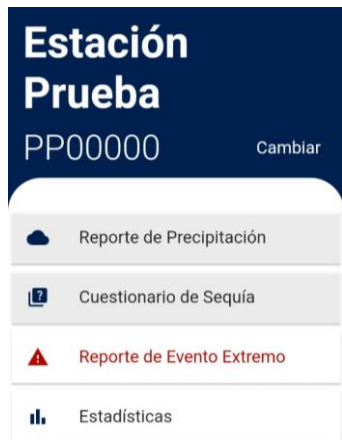 Estación
Prueba
PP00000 Cambiar
Reporte de Precipitación
Cuestionario de Sequía
Reporte de Evento Extremo
Estadísticas